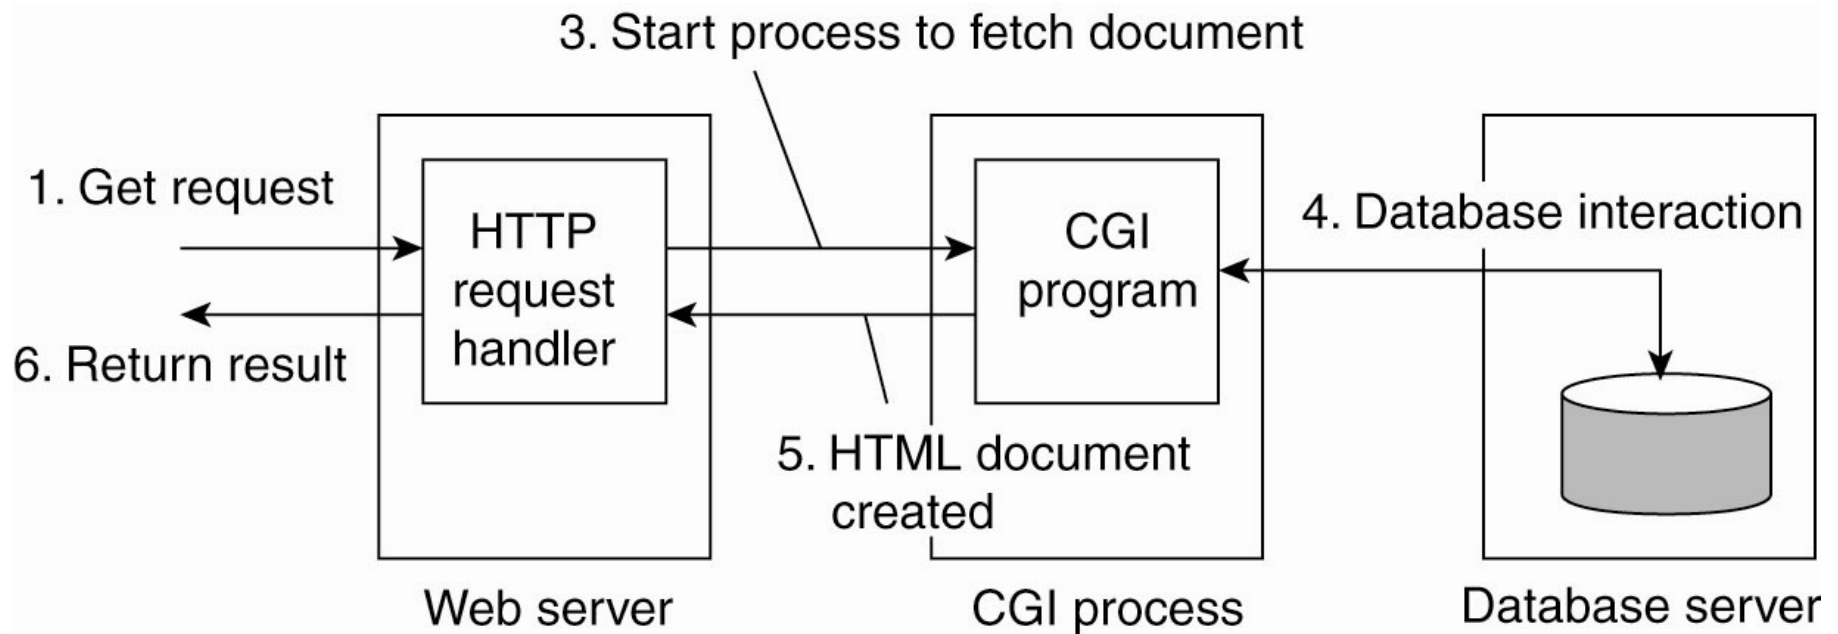 3. Start process to fetch document
1. Get request
HTTP
request
handler
CGI
program
4. Database interaction
6. Return result
5. HTML document
created
Web server
CGI process
Database server